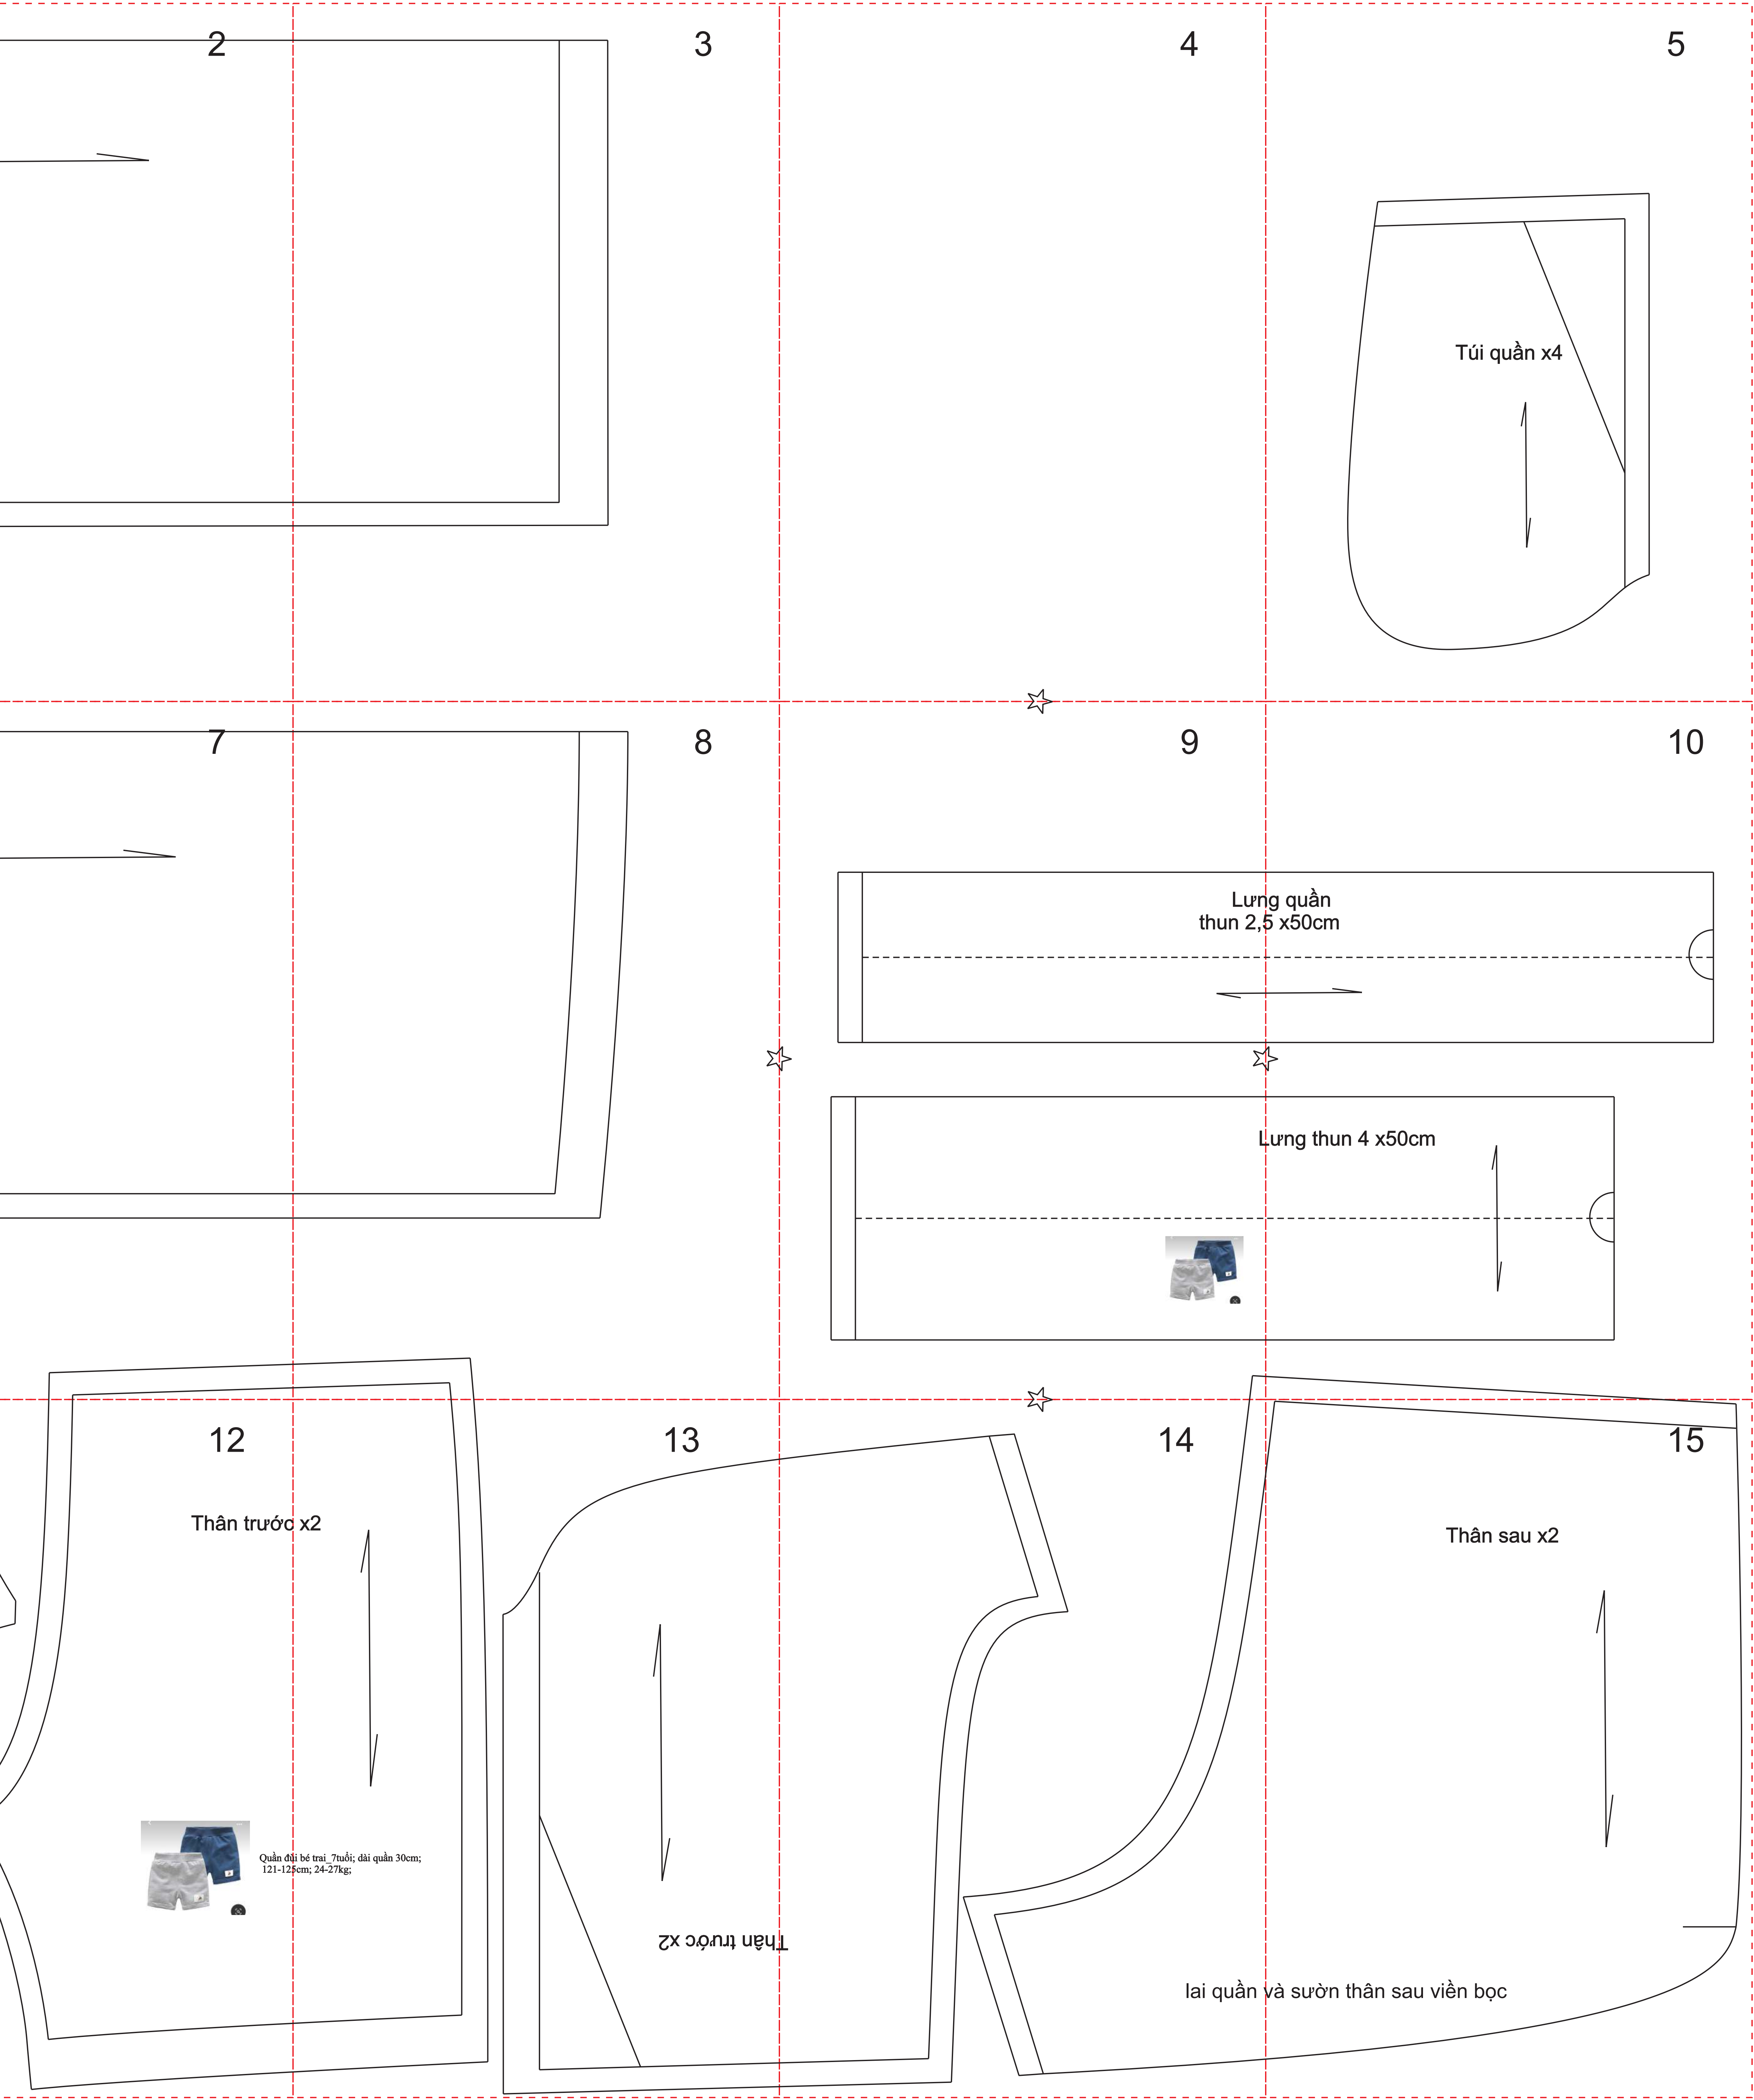 2
3
4
5
Túi quần x4
7
8
9
10
Lưng quần
thun 2,5 x50cm
Lưng thun 4 x50cm
12
13
14
15
Thân trước x2
Thân sau x2
Quần đùi bé trai_7tuổi; dài quần 30cm;
121-125cm; 24-27kg;
Thân trước x2
lai quần và sườn thân sau viền bọc